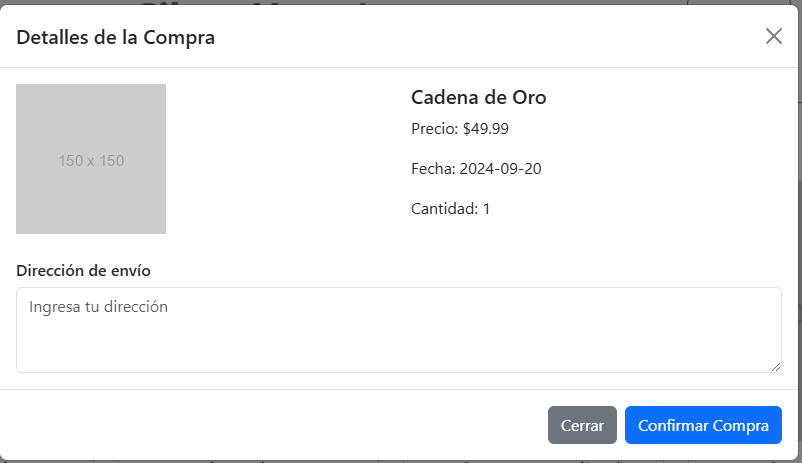 Detalles de la Compra
150 x 150
Cadena de Oro
Precio: $49.99
Fecha: 2024-09-20
Cantidad: 1
Dirección de envío
Ingresa tu dirección
Cerrar
Confirmar Compra